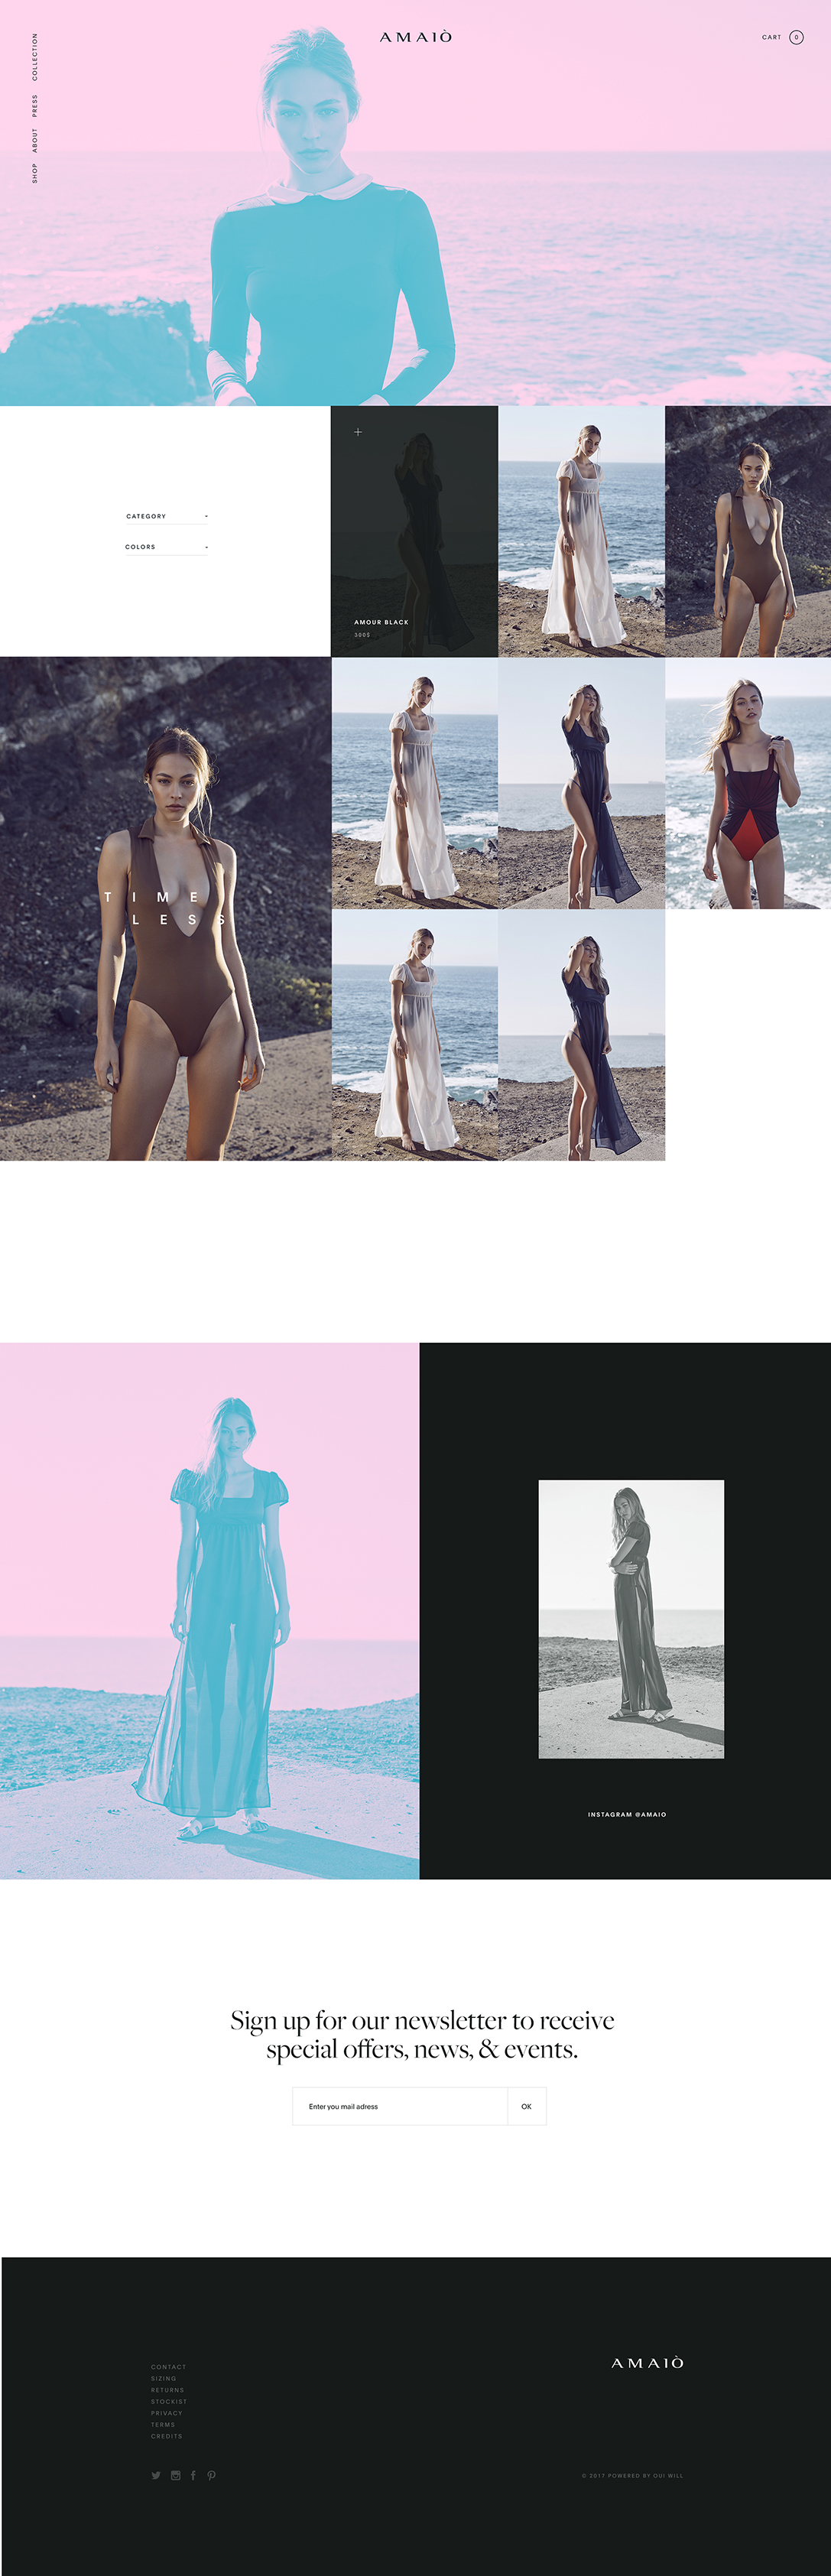 AMAIÒ
CART 0
COLLECTION
PRESS
ABOUT
SHOP
CATEGORY
COLORS
AMOUR BLACK
300$
TIME
LESS
INSTAGRAM @AMAIO
Sign up for our newsletter to receive
special offers, news, & events.
Enter you mail adress OK
AMAIÒ
CONTACT
SIZING
RETURNS
STOCKIST
PRIVACY
TERMS
CREDITS
© 2017 POWERED BY OUI WILL